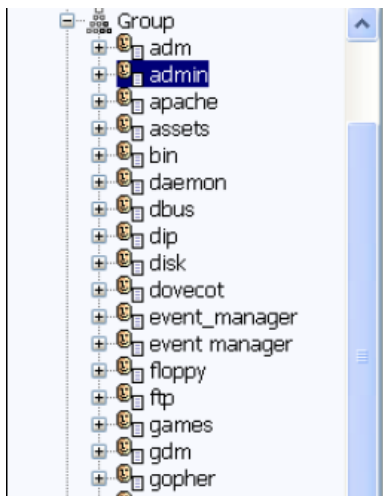 Group
adm
admin
apache
assets
bin
daemon
dbus
dip
disk
dovecot
event_manager
event manager
floppy
ftp
games
gdm
gopher